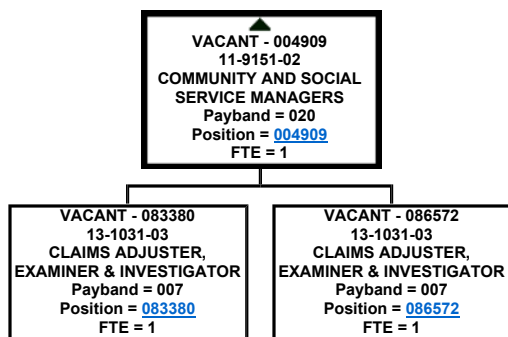 VACANT - 004909
11-9151-02
COMMUNITY AND SOCIAL
SERVICE MANAGERS
Payband = 020
Position = 004909
FTE = 1
VACANT - 083380
13-1031-03
CLAIMS ADJUSTER,
EXAMINER & INVESTIGATOR
Payband = 007
Position = 083380
FTE = 1
VACANT - 086572
13-1031-03
CLAIMS ADJUSTER,
EXAMINER & INVESTIGATOR
Payband = 007
Position = 086572
FTE = 1